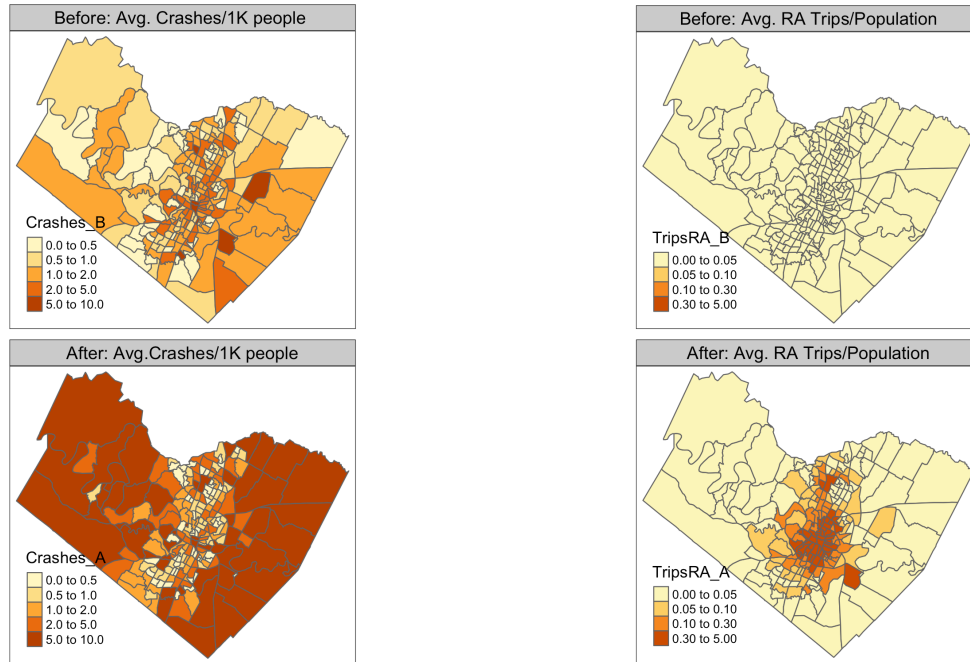 Before: Avg. Crashes/1K people
Crashes_B
0.0 to 0.5
0.5 to 1.0
1.0 to 2.0
2.0 to 5.0
5.0 to 10.0
Before: Avg. RA Trips/Population
TripsRA_B
0.00 to 0.05
0.05 to 0.10
0.10 to 0.30
0.30 to 5.00
After: Avg.Crashes/1K people
Crashes_A
0.0 to 0.5
0.5 to 1.0
1.0 to 2.0
2.0 to 5.0
5.0 to 10.0
After: Avg. RA Trips/Population
TripsRA_A
0.00 to 0.05
0.05 to 0.10
0.10 to 0.30
0.30 to 5.00